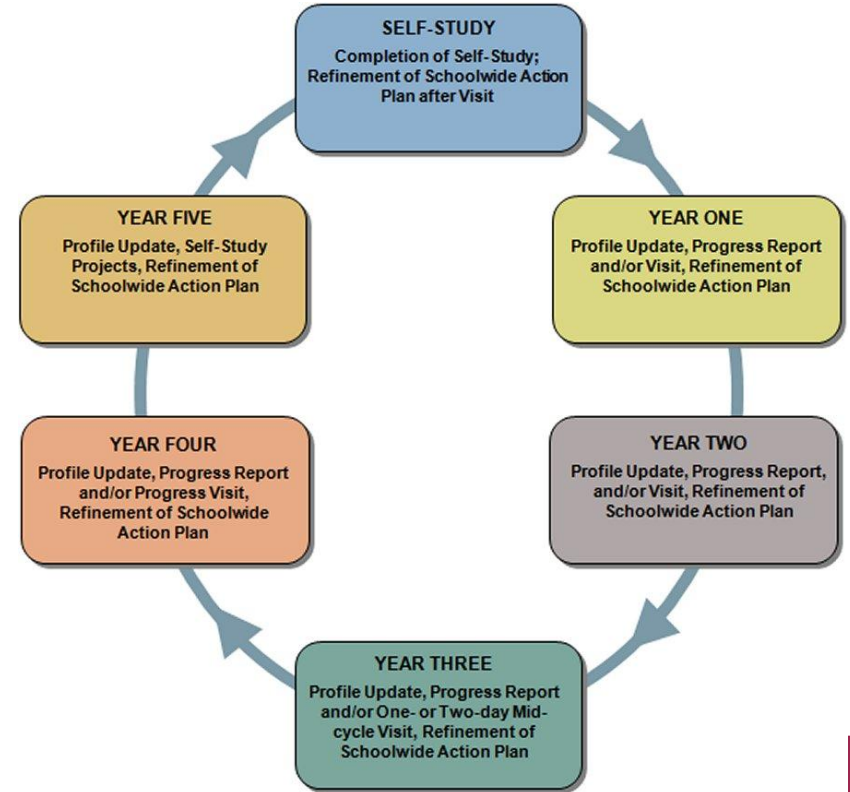 SELF-STUDY
Completion of Self-Study;
Refinement of Schoolwide Action
Plan after Visit
YEAR FIVE
Profile Update, Self-Study
Projects, Refinement of
Schoolwide Action Plan
YEAR ONE
Profile Update, Progress Report
and/or Visit, Refinement of
Schoolwide Action Plan
YEAR FOUR
Profile Update, Progress Report
and/or Progress Visit,
Refinement of Schoolwide
Action Plan
YEAR TWO
Profile Update, Progress Report,
and/or Visit, Refinement of
Schoolwide Action Plan
YEAR THREE
Profile Update, Progress Report
and/or One- or Two-day Mid-
cycle Visit, Refinement of
Schoolwide Action Plan